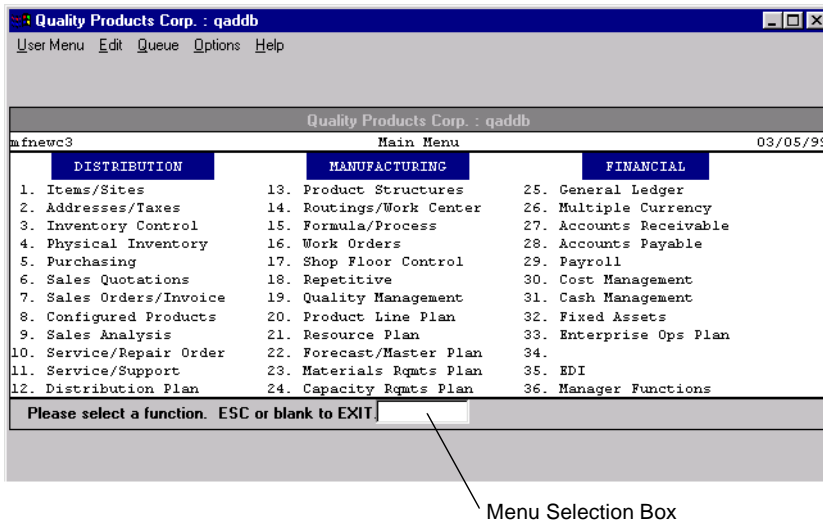 Quality Products Corp. : qaddb
User Menu Edit Queue Options Help
Quality Products Corp. : qaddb
mfnewc3 Main Menu 03/05/99
DISTRIBUTION MANUFACTURING FINANCIAL
1. Items/Sites 13. Product Structures 25. General Ledger
2. Addresses/Taxes 14. Routings/Work Center 26. Multiple Currency
3. Inventory Control 15. Formula/Process 27. Accounts Receivable
4. Physical Inventory 16. Work Orders 28. Accounts Payable
5. Purchasing 17. Shop Floor Control 29. Payroll
6. Sales Quotations 18. Repetitive 30. Cost Management
7. Sales Orders/Invoice 19. Quality Management 31. Cash Management
8. Configured Products 20. Product Line Plan 32. Fixed Assets
9. Sales Analysis 21. Resource Plan 33. Enterprise Ops Plan
10. Service/Repair Order 22. Forecast/Master Plan 34.
11. Service/Support 23. Materials Rqmts Plan 35. EDI
12. Distribution Plan 24. Capacity Rqmts Plan 36. Manager Functions
Please select a function. ESC or blank to EXIT.
Menu Selection Box